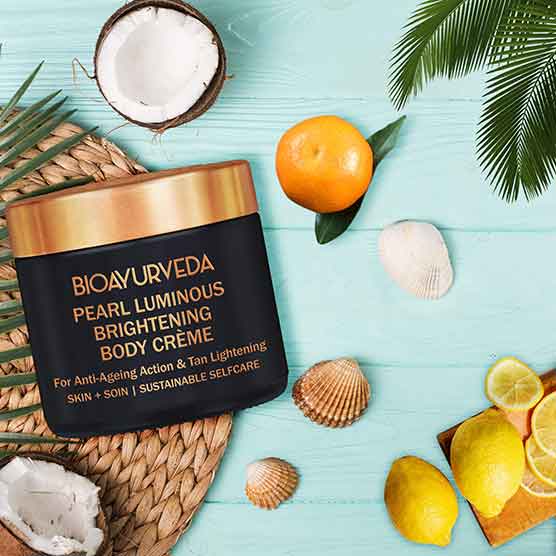 BIOAYURVEDA
PEARL LUMINOUS
BRIGHTENING
BODY CRÈME
For Anti-Ageing Action & Tan Lightening
SKIN + SOIN | SUSTAINABLE SELFCARE